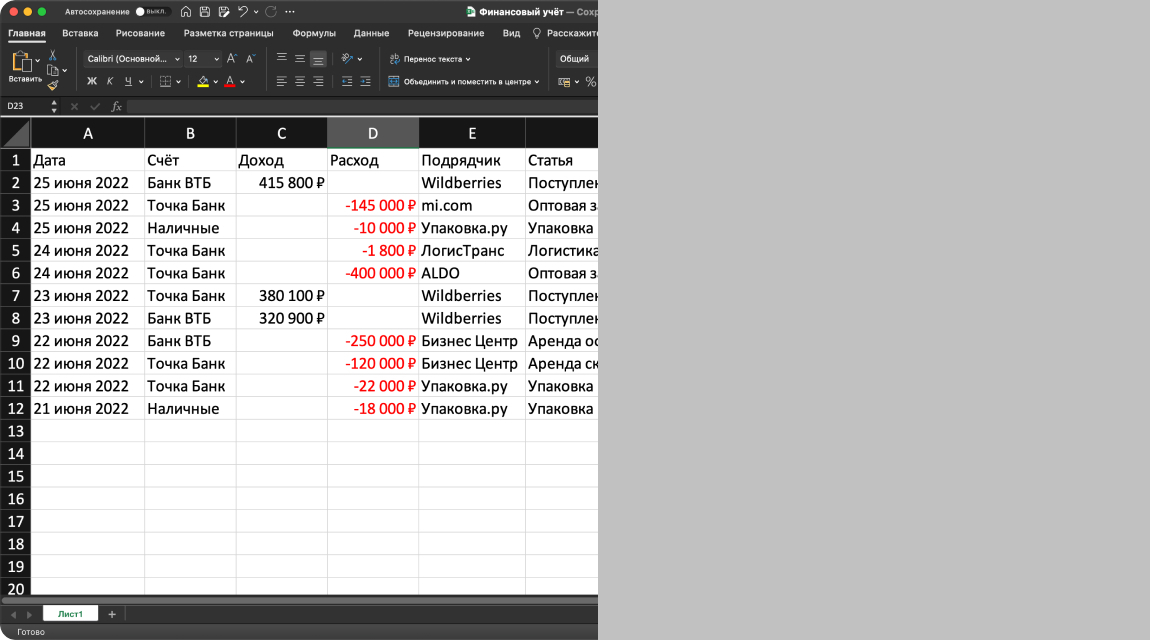 Автосохранение ВЫКЛ. Финансовый учёт — Сохр
Главная Вставка Рисование Разметка страницы Формулы Данные Рецензирование Вид Расскажите
Calibri (Основной... 12 A A Перенос текста Общий
Вставить Ж К Ч A Объединить и поместить в центре %
D23 fx
A B C D E
1 Дата Счёт Доход Расход Подрядчик Статья
2 25 июня 2022 Банк ВТБ 415 800 ₽ Wildberries Поступлен
3 25 июня 2022 Точка Банк -145 000 ₽ mi.com Оптовая з
4 25 июня 2022 Наличные -10 000 ₽ Упаковка.ру Упаковка
5 24 июня 2022 Точка Банк -1 800 ₽ ЛогисТранс Логистика
6 24 июня 2022 Точка Банк -400 000 ₽ ALDO Оптовая з
7 23 июня 2022 Точка Банк 380 100 ₽ Wildberries Поступлен
8 23 июня 2022 Банк ВТБ 320 900 ₽ Wildberries Поступлен
9 22 июня 2022 Банк ВТБ -250 000 ₽ Бизнес Центр Аренда оф
10 22 июня 2022 Точка Банк -120 000 ₽ Бизнес Центр Аренда ск
11 22 июня 2022 Точка Банк -22 000 ₽ Упаковка.ру Упаковка
12 21 июня 2022 Наличные -18 000 ₽ Упаковка.ру Упаковка
13
14
15
16
17
18
19
20
Лист1 +
Готово